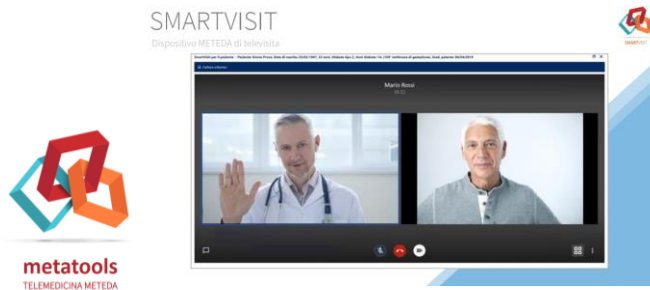 SMARTVISIT
Dispositivo METEDA di televisita
SMARTVISIT
Mario Rossi
metatools
TELEMEDICINA METEDA